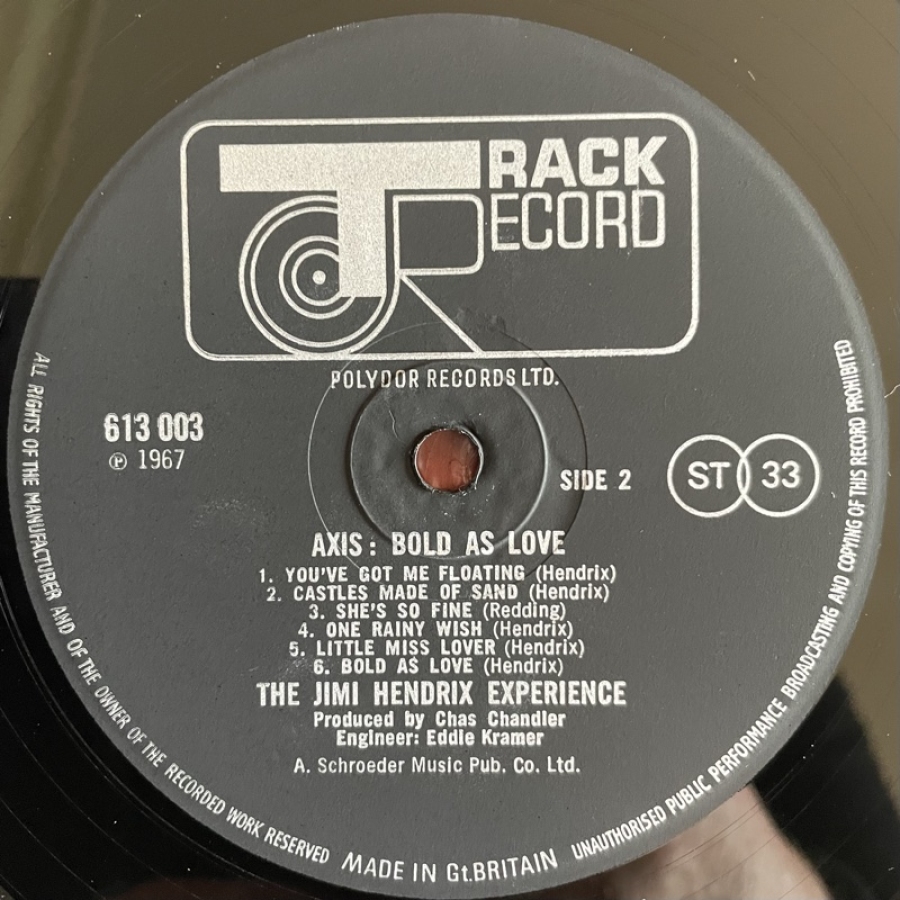 TRACK
RECORD
POLYDOR RECORDS LTD.
613 003
℗ 1967
SIDE 2
ST 33
AXIS: BOLD AS LOVE
1. YOU'VE GOT ME FLOATING (Hendrix)
2. CASTLES MADE OF SAND (Hendrix)
3. SHE'S SO FINE (Redding)
4. ONE RAINY WISH (Hendrix)
5. LITTLE MISS LOVER (Hendrix)
6. BOLD AS LOVE (Hendrix)
THE JIMI HENDRIX EXPERIENCE
Produced by Chas Chandler
Engineer: Eddie Kramer
A. Schroeder Music Pub. Co. Ltd.
ALL RIGHTS OF THE MANUFACTURER AND OF THE OWNER OF THE RECORDED WORK RESERVED
MADE IN Gt.BRITAIN
UNAUTHORISED PUBLIC PERFORMANCE BROADCASTING AND COPYING OF THIS RECORD PROHIBITED